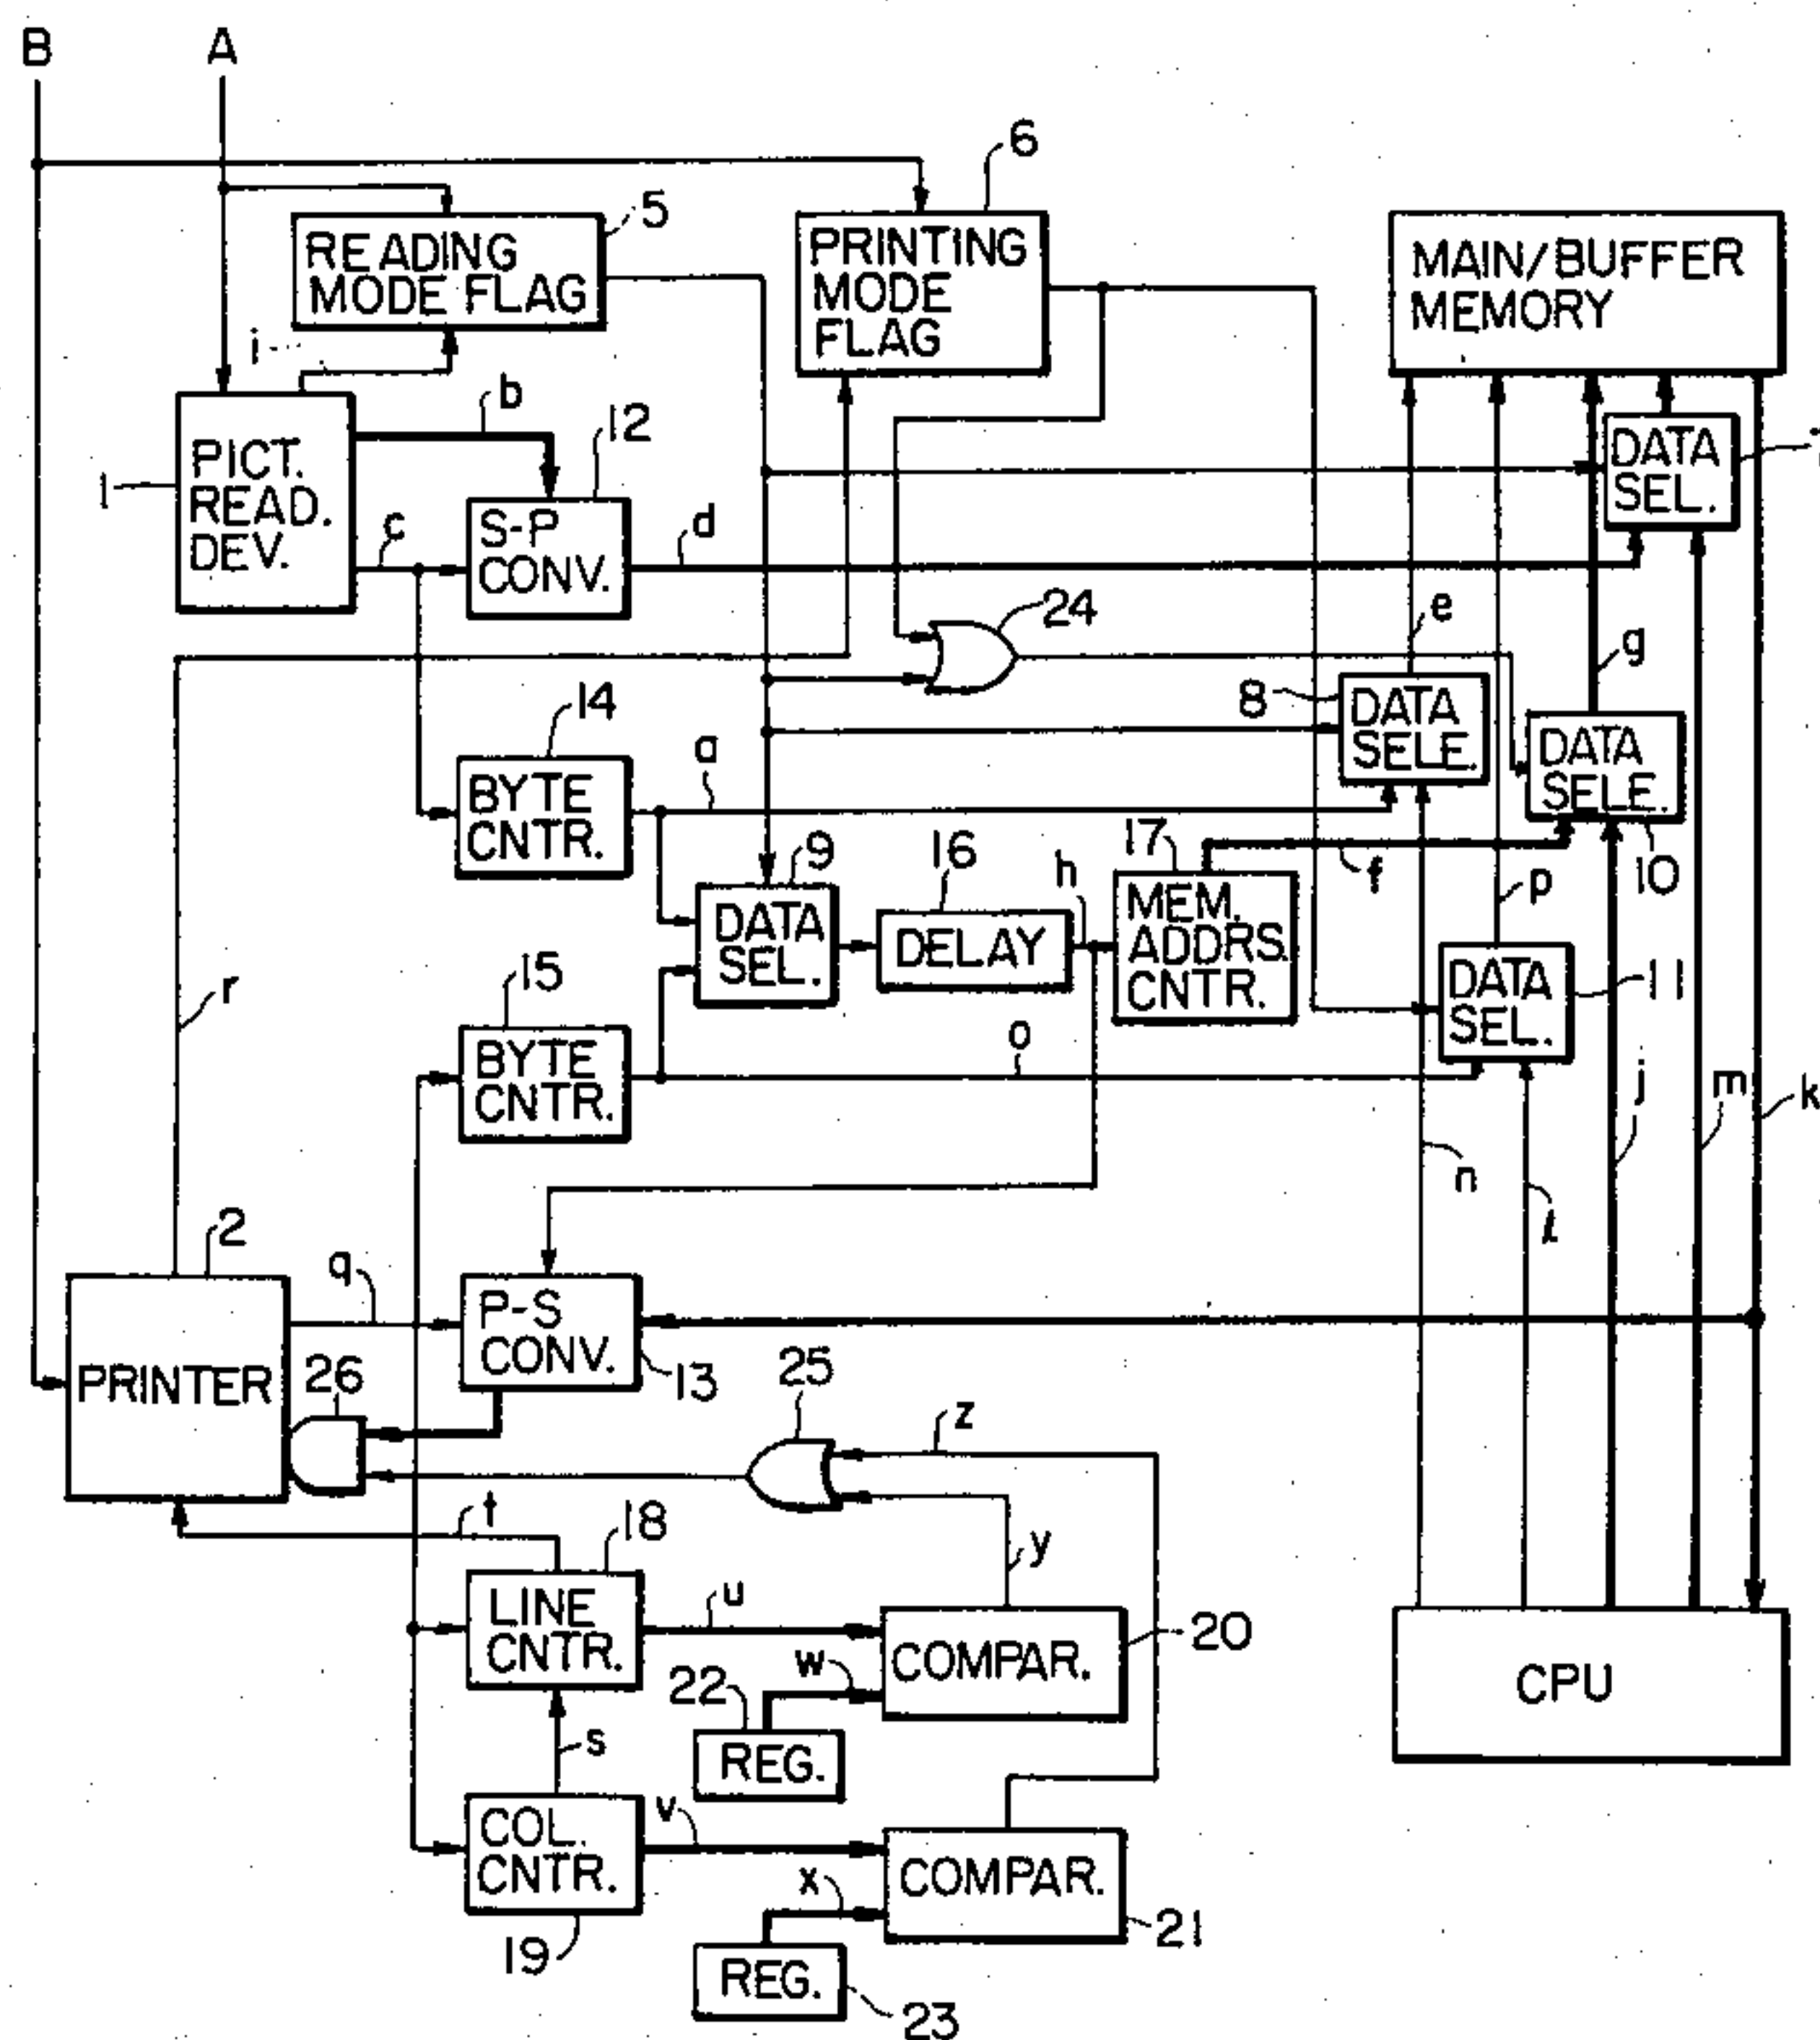 B
A
6
5
READING
MODE FLAG
PRINTING
MODE
FLAG
MAIN/BUFFER
MEMORY
i
b
12
1
PICT.
READ.
DEV.
c
S-P
CONV.
d
DATA
SEL.
24
e
g
14
a
8
DATA
SELE.
DATA
SELE.
BYTE
CNTR.
9
16
h
17
f
10
p
DATA
SEL.
DELAY
MEM.
ADDRS.
CNTR.
15
r
DATA
SEL.
11
BYTE
CNTR.
o
j
m
k
n
l
2
q
P-S
CONV.
13
PRINTER
26
25
z
t
18
y
LINE
CNTR.
u
20
w
COMPAR.
22
CPU
s
REG.
v
COL.
CNTR.
x
COMPAR.
21
19
REG.
23